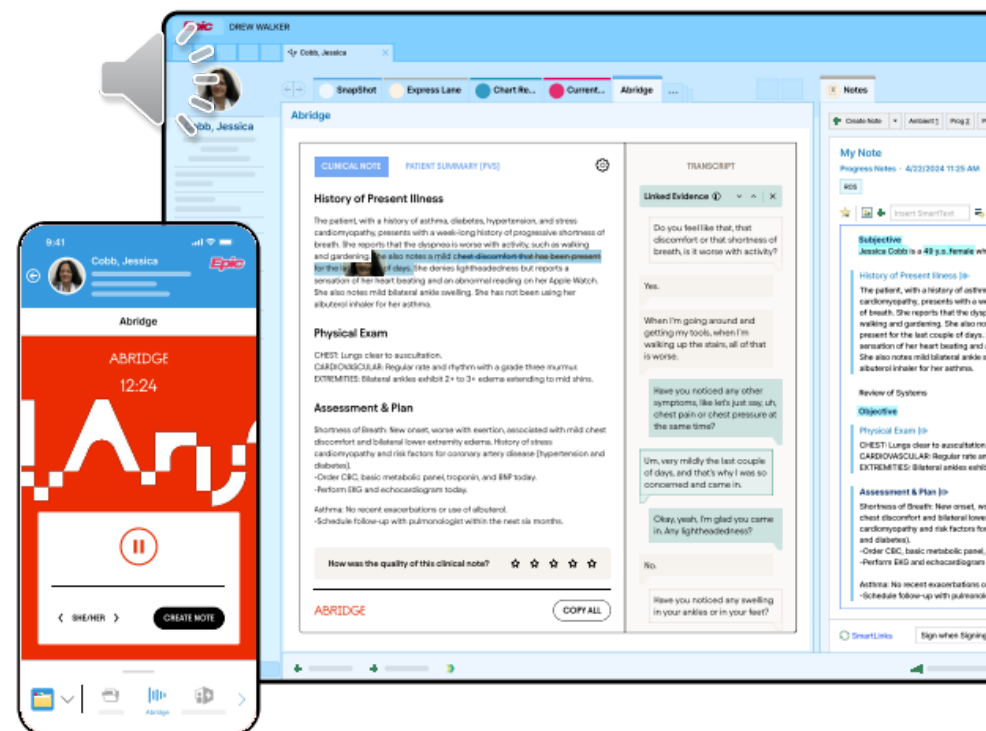 Epic DREW WALKER
Cobb, Jessica
SnapShot
Express Lane
Chart Re...
Current...
Abridge
...
Cobb, Jessica
Abridge
CLINICAL NOTE
PATIENT SUMMARY (PVS)
History of Present Illness
The patient, with a history of asthma, diabetes, hypertension, and stress
cardiomyopathy, presents with a week-long history of progressive shortness of
breath. She reports that the dyspnea is worse with activity, such as walking
and gardening. She also notes a mild chest discomfort that has been present
for the last of days. She denies lightheadedness but reports a
sensation of her heart beating and an abnormal reading on her Apple Watch.
She also notes mild bilateral ankle swelling. She has not been using her
albuterol inhaler for her asthma.
Physical Exam
CHEST: Lungs clear to auscultation.
CARDIOVASCULAR: Regular rate and rhythm with a grade three murmur.
EXTREMITIES: Bilateral ankles exhibit 2+ to 3+ edema extending to mid shins.
Assessment & Plan
Shortness of Breath: New onset, worse with exertion, associated with mild chest
discomfort and bilateral lower extremity edema. History of stress
cardiomyopathy and risk factors for coronary artery disease (hypertension and
diabetes).
-Order CBC, basic metabolic panel, troponin, and BNP today.
-Perform EKG and echocardiogram today.
Asthma: No recent exacerbations or use of albuterol.
-Schedule follow-up with pulmonologist within the next six months.
How was the quality of this clinical note?
ABRIDGE
COPY ALL
TRANSCRIPT
Linked Evidence
Do you feel like that, that
discomfort or that shortness of
breath, is it worse with activity?
Yes.
When I'm going around and
getting my tools, when I'm
walking up the stairs, all of that
is worse.
Have you noticed any other
symptoms, like let's just say, uh,
chest pain or chest pressure at
the same time?
Um, very mildly the last couple
of days, and that's why I was so
concerned and came in.
Okay, yeah, I'm glad you came
in. Any lightheadedness?
No.
Have you noticed any swelling
in your ankles or in your feet?
Notes
Create Note
Ambient 1
Prog 2
P
My Note
Progress Notes - 4/22/2024 11:25 AM
ROS
Insert SmartText
Subjective
Jessica Cobb is a 49 y.o. female wh
History of Present Illness
The patient, with a history of asthm
cardiomyopathy, presents with a we
of breath. She reports that the dysp
walking and gardening. She also no
present for the last couple of days.
sensation of her heart beating and a
She also notes mild bilateral ankle s
albuterol inhaler for her asthma.
Review of Systems
Objective
Physical Exam
CHEST: Lungs clear to auscultation.
CARDIOVASCULAR: Regular rate an
EXTREMITIES: Bilateral ankles exhib
Assessment & Plan
Shortness of Breath: New onset, wo
chest discomfort and bilateral lowe
cardiomyopathy and risk factors for
and diabetes).
-Order CBC, basic metabolic panel,
-Perform EKG and echocardiogram
Asthma: No recent exacerbations o
-Schedule follow-up with pulmonolo
SmartLinks
Sign when Signing
9:41
Cobb, Jessica
Epic
Abridge
ABRIDGE
12:24
SHE/HER
CREATE NOTE
Abridge